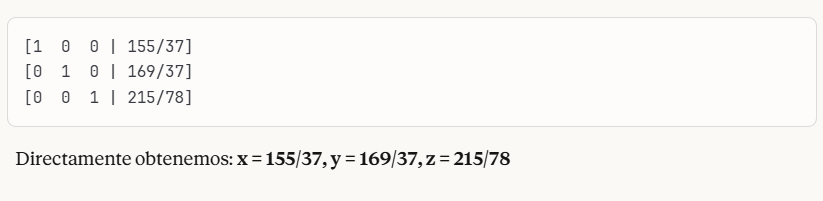 [1  0  0 | 155/37]
[0  1  0 | 169/37]
[0  0  1 | 215/78]
Directamente obtenemos: x = 155/37, y = 169/37, z = 215/78